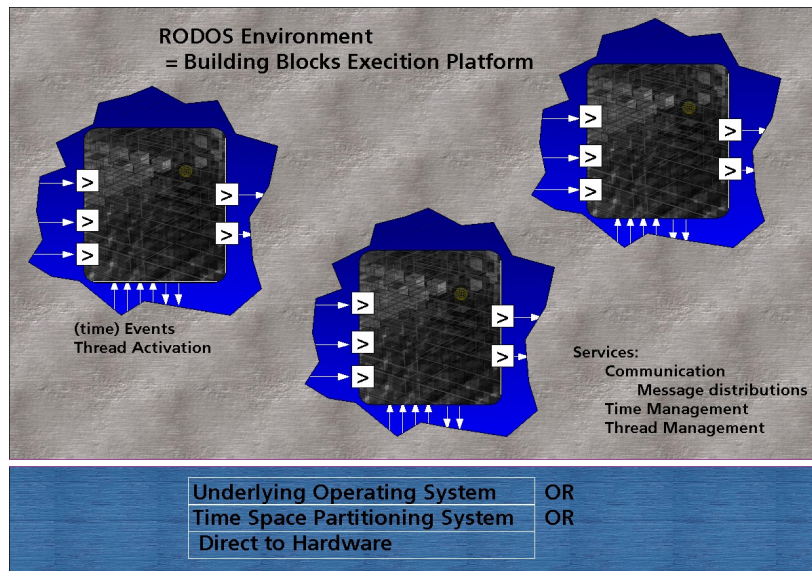 RODOS Environment
= Building Blocks Execition Platform
> > > > >
> > > > >
> > > > >
(time) Events
Thread Activation
Services:
Communication
Message distributions
Time Management
Thread Management
Underlying Operating System OR
Time Space Partitioning System OR
Direct to Hardware